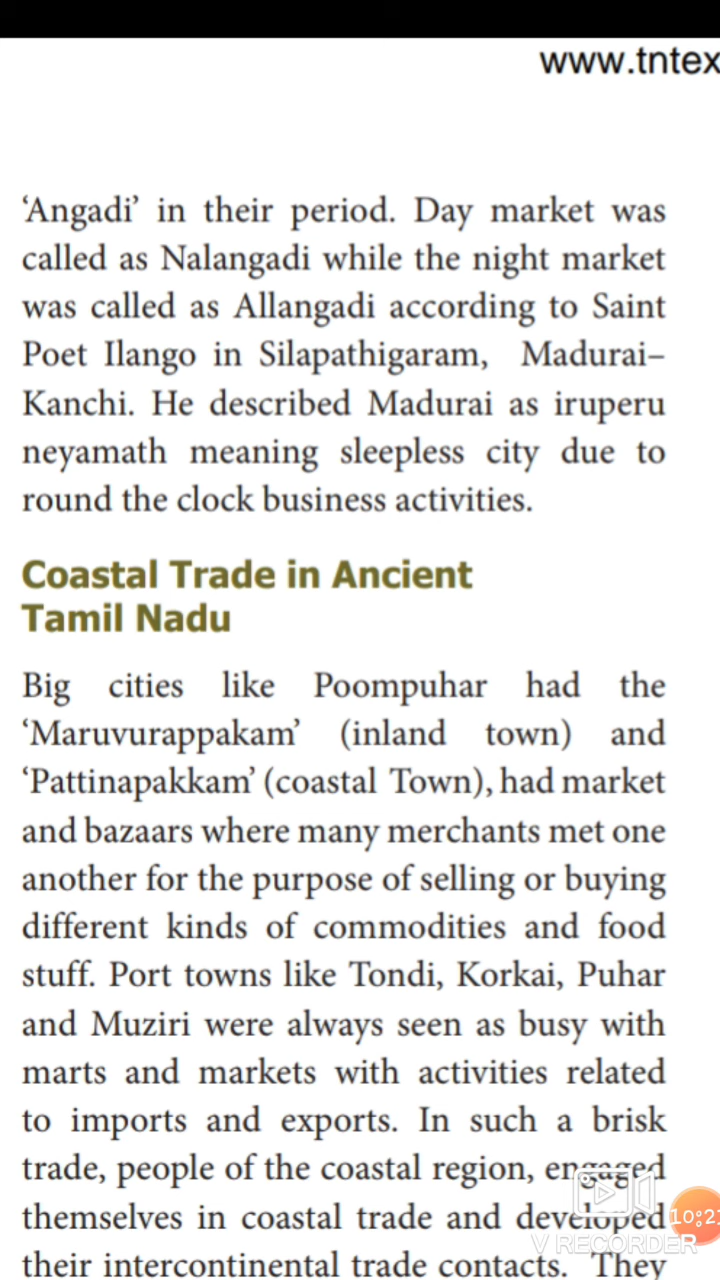 www.tntex
‘Angadi’ in their period. Day market was
called as Nalangadi while the night market
was called as Allangadi according to Saint
Poet Ilango in Silapathigaram, Madurai–
Kanchi. He described Madurai as iruperu
neyamath meaning sleepless city due to
round the clock business activities.
Coastal Trade in Ancient
Tamil Nadu
Big cities like Poompuhar had the
‘Maruvurappakam’ (inland town) and
‘Pattinapakkam’ (coastal Town), had market
and bazaars where many merchants met one
another for the purpose of selling or buying
different kinds of commodities and food
stuff. Port towns like Tondi, Korkai, Puhar
and Muziri were always seen as busy with
marts and markets with activities related
to imports and exports. In such a brisk
trade, people of the coastal region, engaged
themselves in coastal trade and developed
10:21
V RECORDER
their intercontinental trade contacts. They